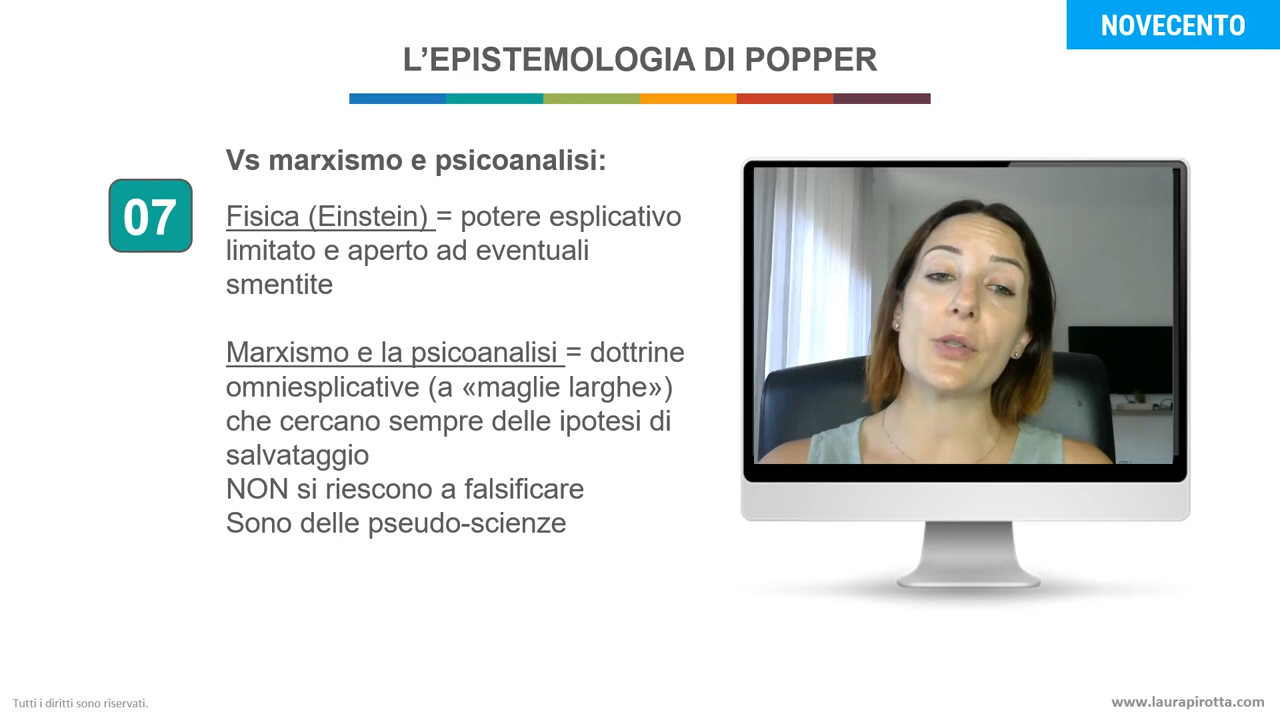 NOVECENTO
L’EPISTEMOLOGIA DI POPPER
Vs marxismo e psicoanalisi:
07
Fisica (Einstein) = potere esplicativo
limitato e aperto ad eventuali
smentite
Marxismo e la psicoanalisi = dottrine
omniesplicative (a «maglie larghe»)
che cercano sempre delle ipotesi di
salvataggio
NON si riescono a falsificare
Sono delle pseudo-scienze
Tutti i diritti sono riservati.
www.laurapirotta.com